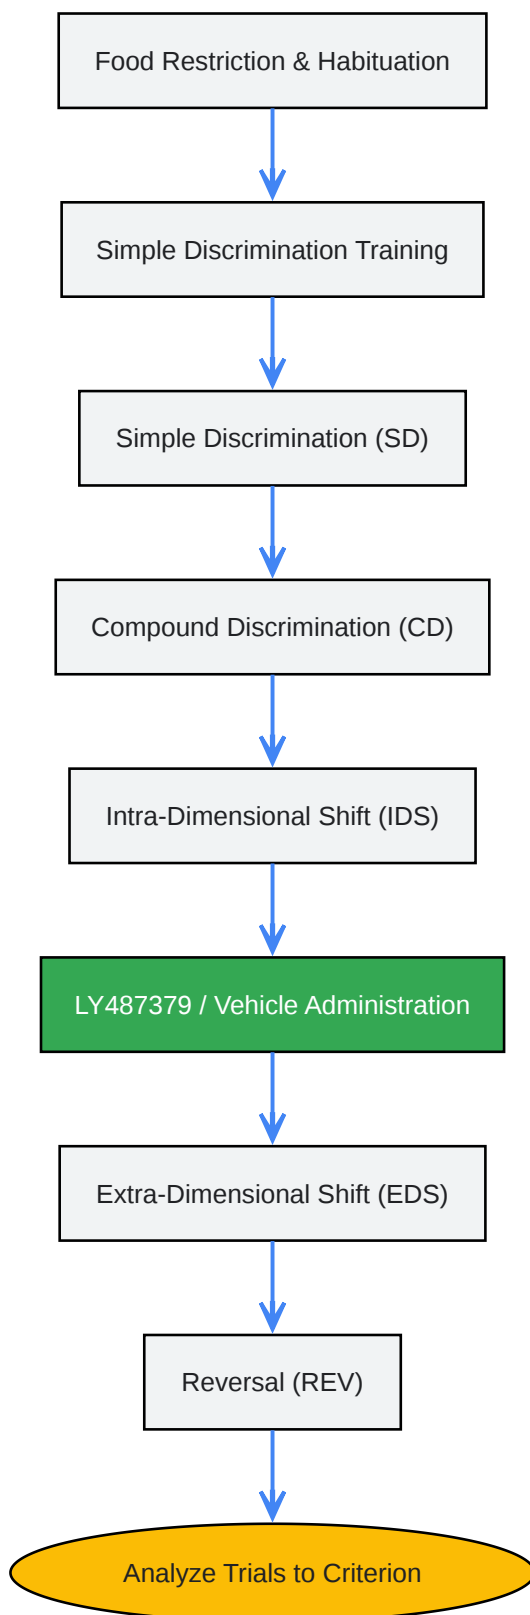 Food Restriction & Habituation
Simple Discrimination Training
Simple Discrimination (SD)
Compound Discrimination (CD)
Intra-Dimensional Shift (IDS)
LY487379 / Vehicle Administration
Extra-Dimensional Shift (EDS)
Reversal (REV)
Analyze Trials to Criterion